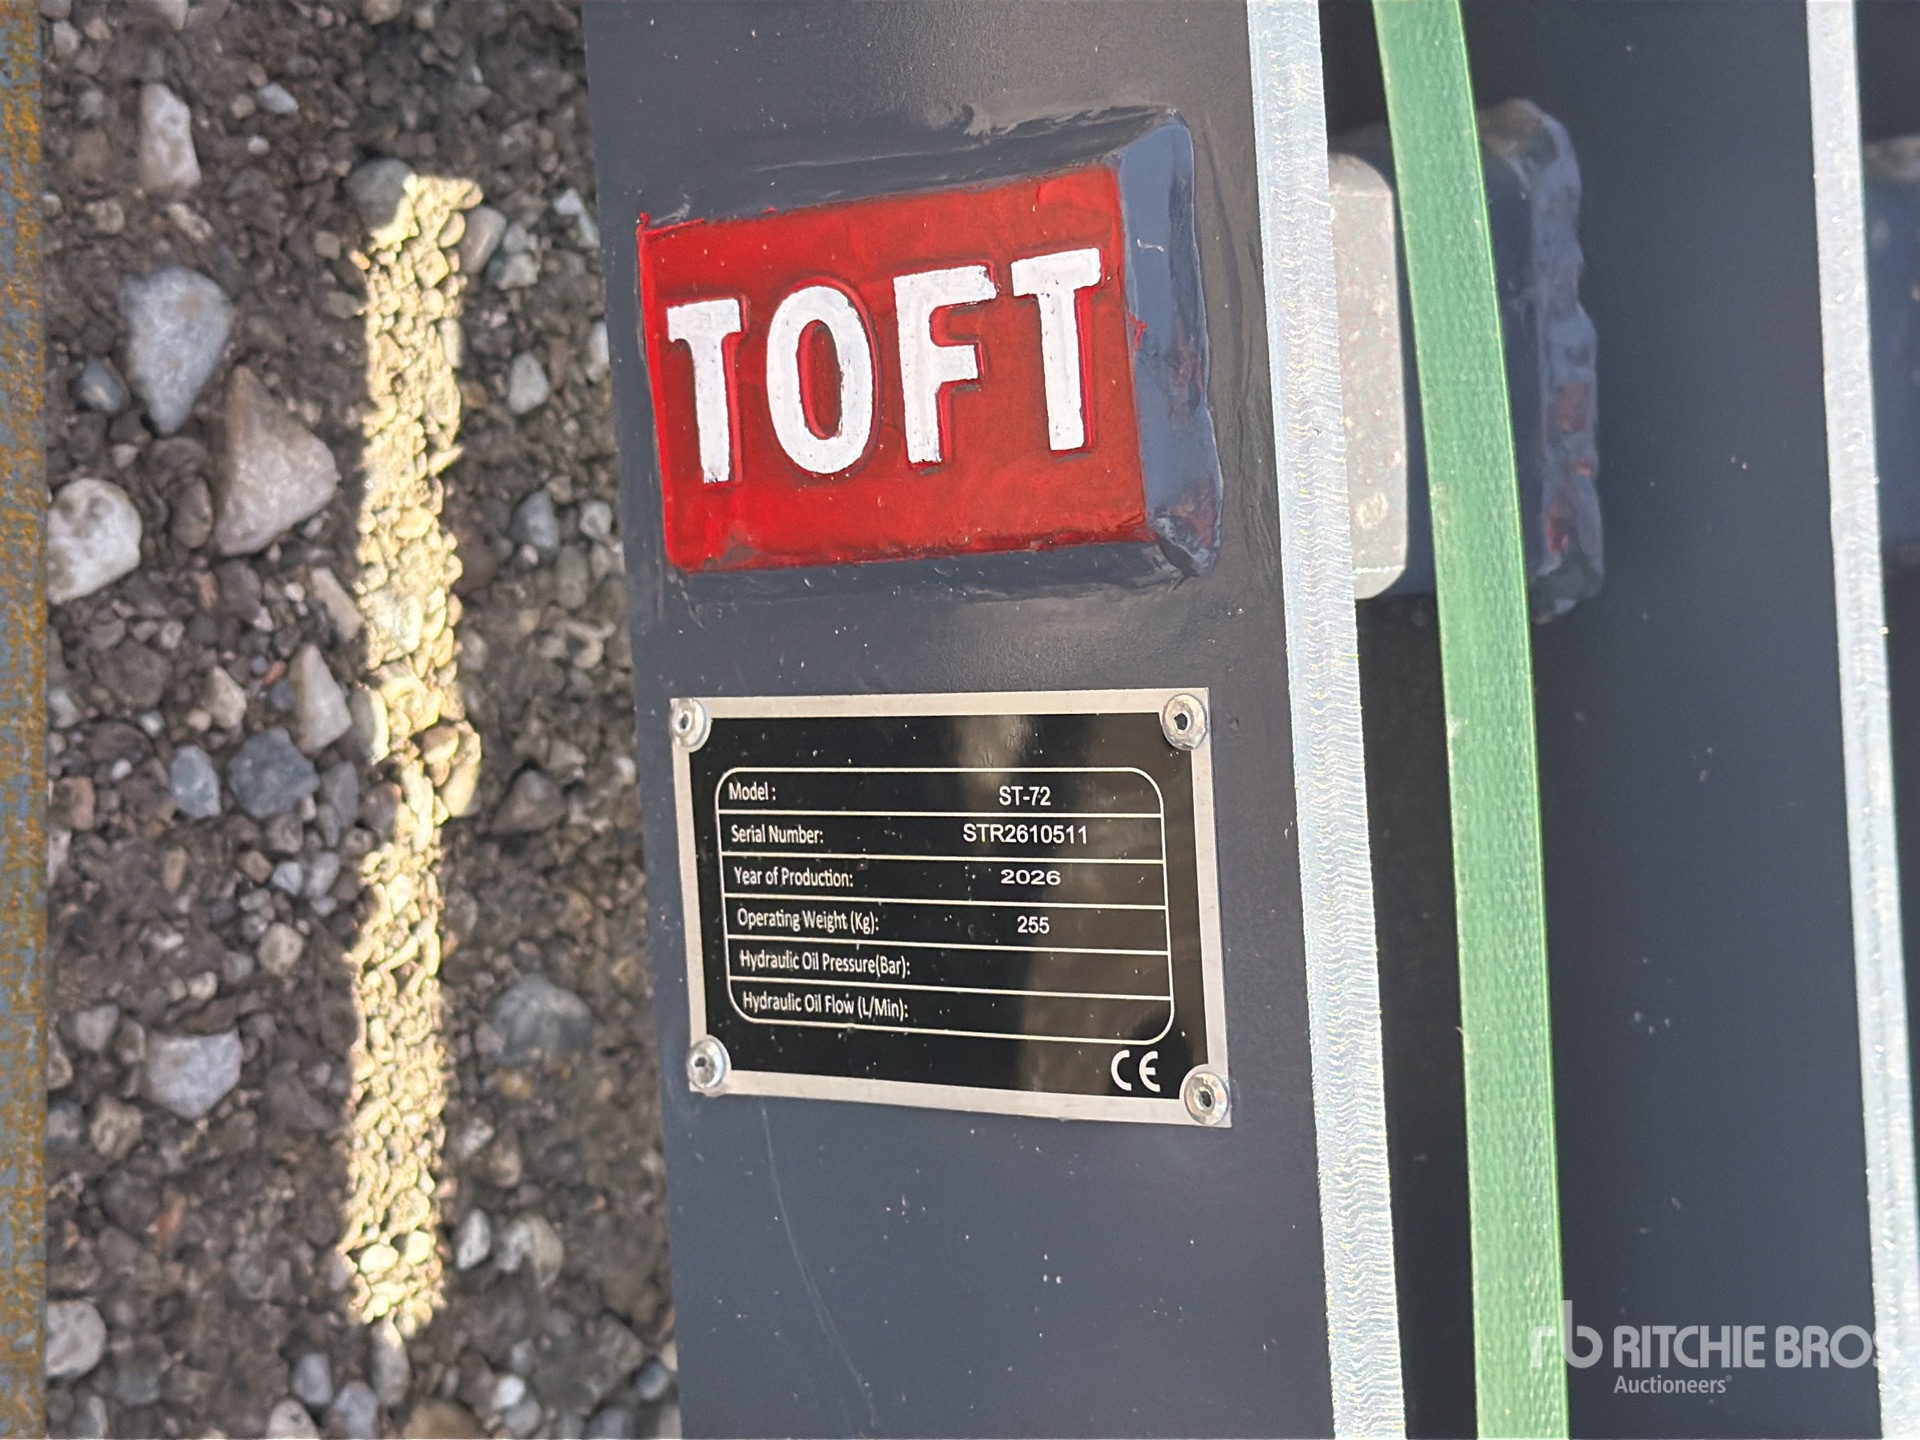 TOFT
Model : ST-72
Serial Number: STR2610511
Year of Production: 2026
Operating Weight (Kg): 255
Hydraulic Oil Pressure(Bar):
Hydraulic Oil Flow (L/Min):
CE
rb RITCHIE BROS
Auctioneers®